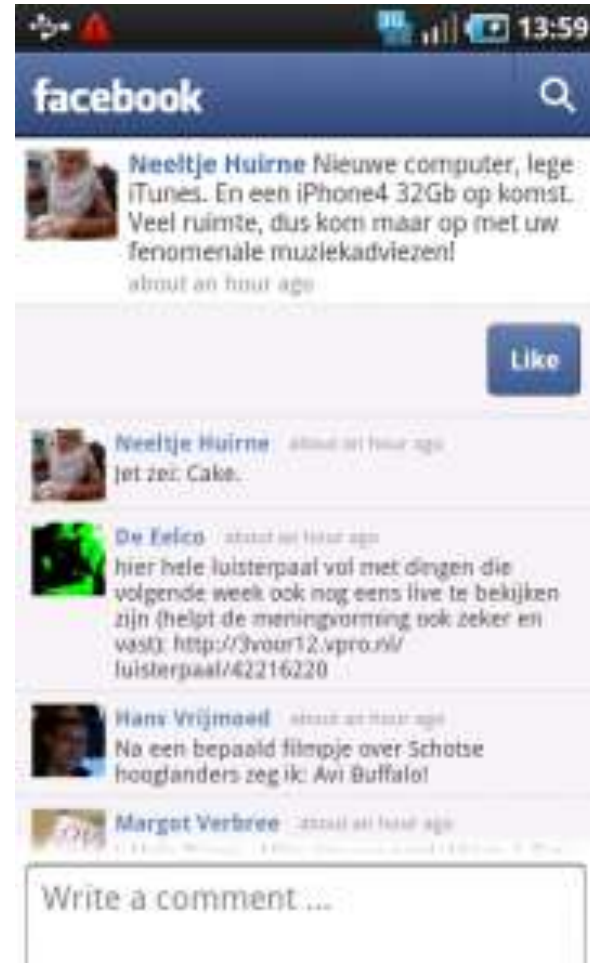 3G 13:59
facebook
Neeltje Huirne Nieuwe computer, lege
iTunes. En een iPhone4 32Gb op komst.
Veel ruimte, dus kom maar op met uw
fenomenale muziekadviezen!
about an hour ago
Like
Neeltje Huirne about an hour ago
Jet zei: Cake.
De Eelco about an hour ago
hier hele luisterpaal vol met dingen die
volgende week ook nog eens live te bekijken
zijn (helpt de meningvorming ook zeker en
vast): http://3voor12.vpro.nl/
luisterpaal/42216220
Hans Vrijmoed about an hour ago
Na een bepaald filmpje over Schotse
hooglanders zeg ik: Avi Buffalo!
Margot Verbree about an hour ago
Write a comment ...